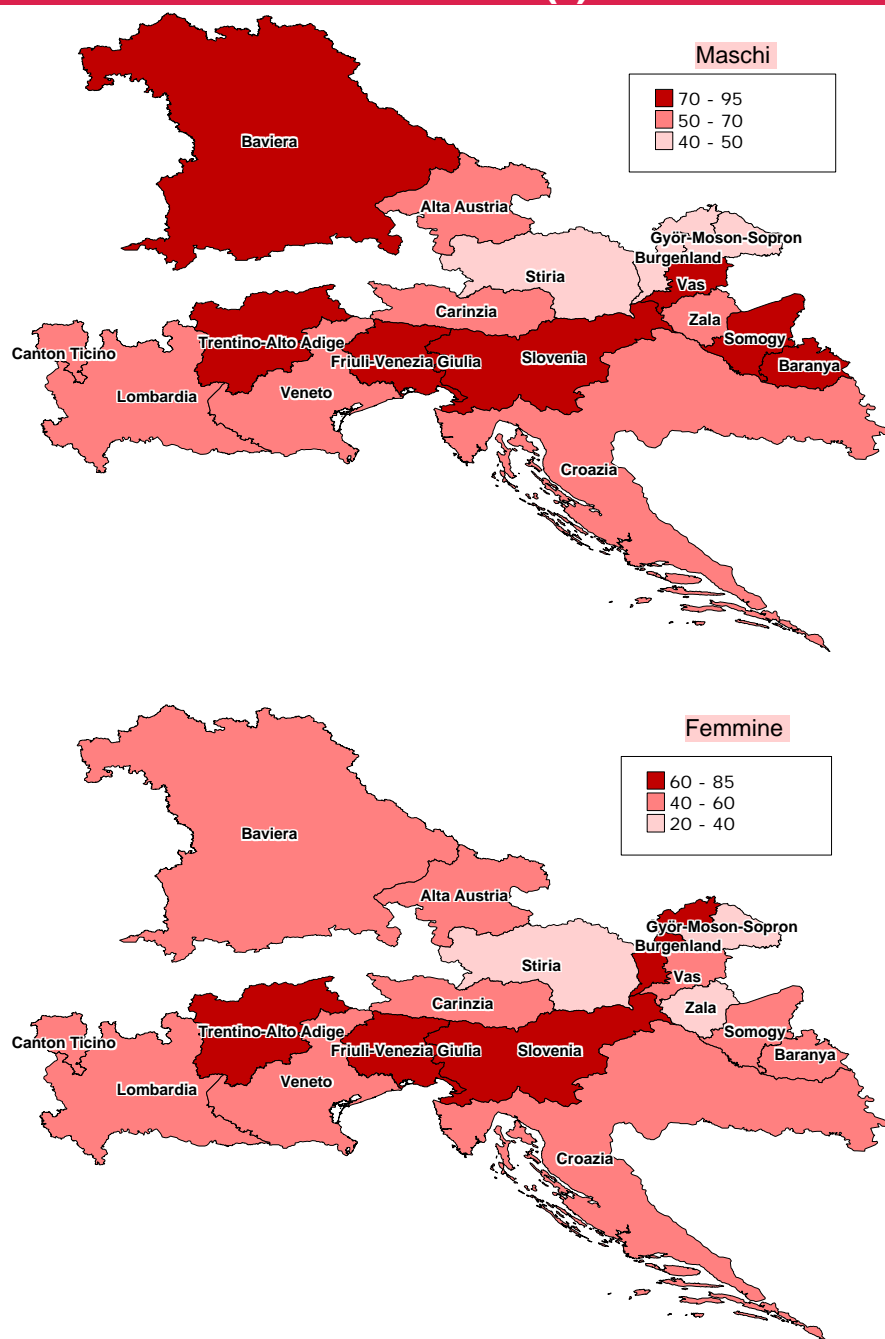 Maschi
70 - 95
50 - 70
40 - 50
Baviera
Alta Austria
Györ-Moson-Sopron
Burgenland
Stiria
Vas
Carinzia
Zala
Somogy
Trentino-Alto Adige
Canton Ticino
Friuli-Venezia Giulia
Slovenia
Baranya
Veneto
Lombardia
Croazia
Femmine
60 - 85
40 - 60
20 - 40
Baviera
Alta Austria
Györ-Moson-Sopron
Burgenland
Stiria
Vas
Carinzia
Zala
Somogy
Trentino-Alto Adige
Canton Ticino
Friuli-Venezia Giulia
Slovenia
Baranya
Veneto
Lombardia
Croazia